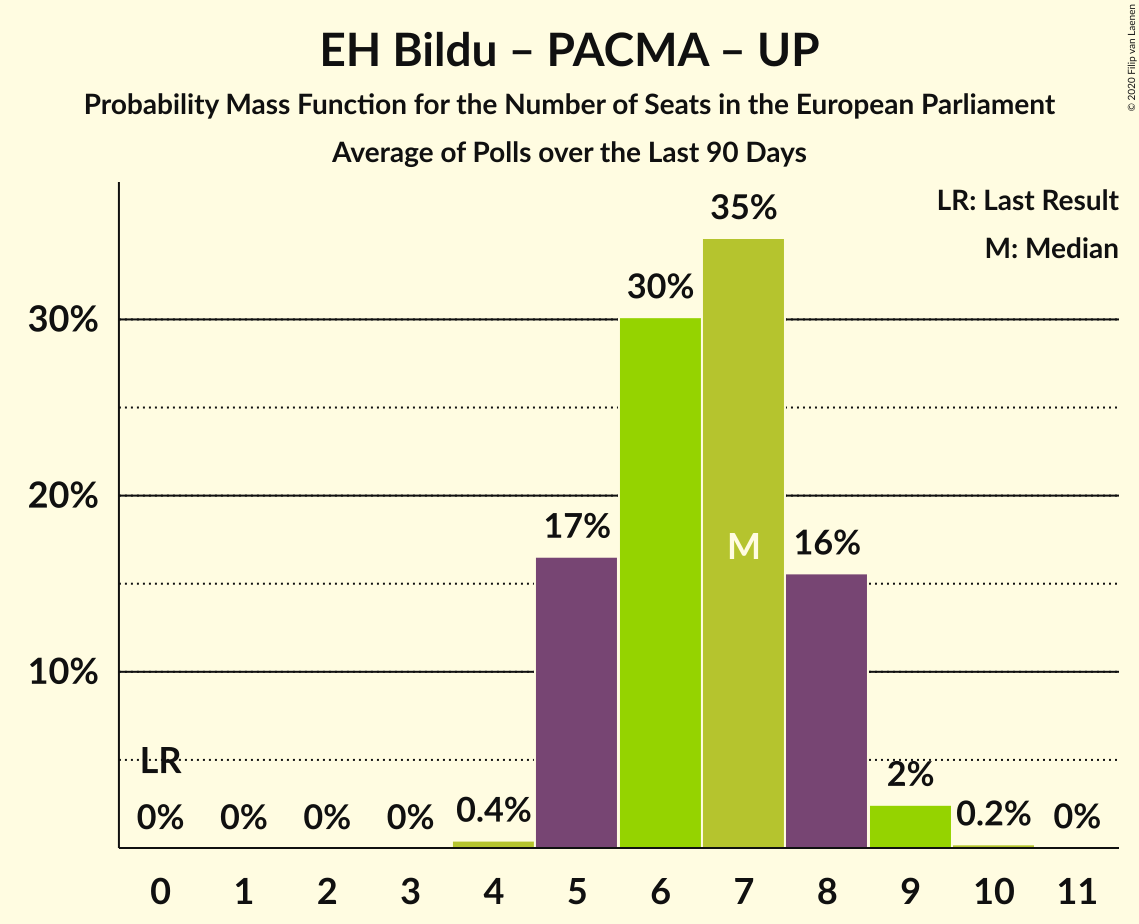 EH Bildu – PACMA – UP
Probability Mass Function for the Number of Seats in the European Parliament
Average of Polls over the Last 90 Days
© 2020 Filip van Laenen
LR: Last Result
M: Median
35%
30%
30%
20%
17%
M
16%
10%
LR
2%
0% 0% 0% 0% 0.4% 0.2% 0%
0 1 2 3 4 5 6 7 8 9 10 11